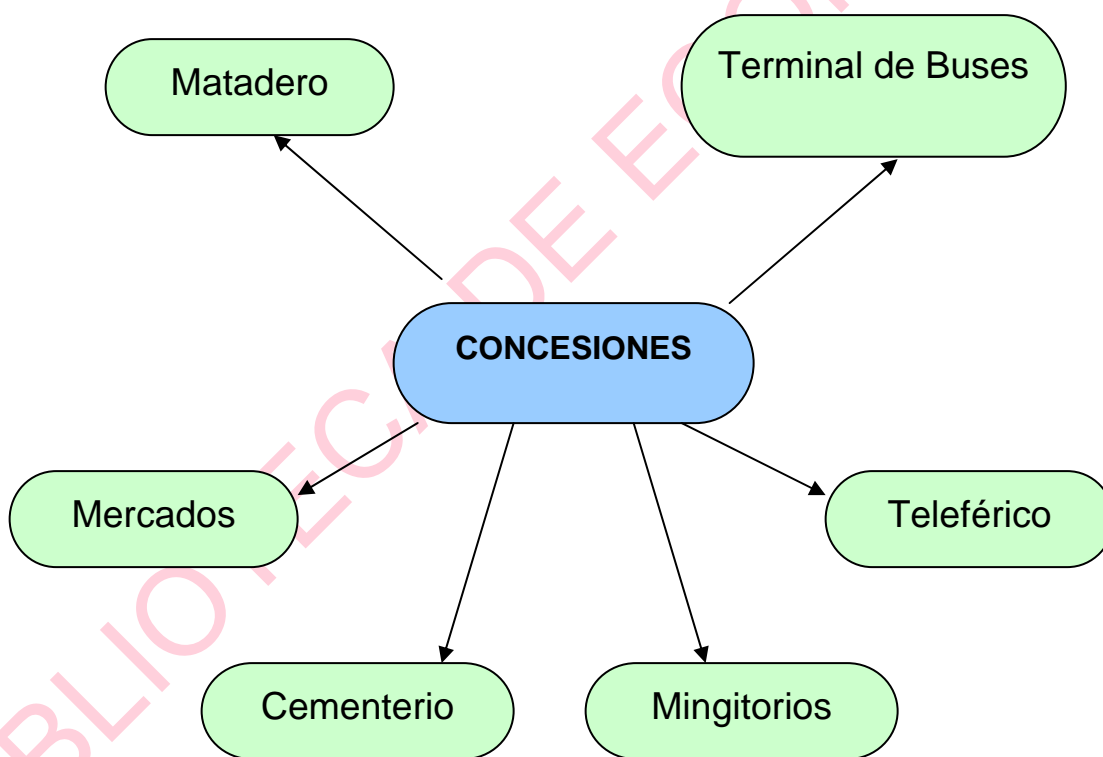 Matadero
Terminal de Buses
CONCESIONES
Mercados
Teleférico
Cementerio
Mingitorios